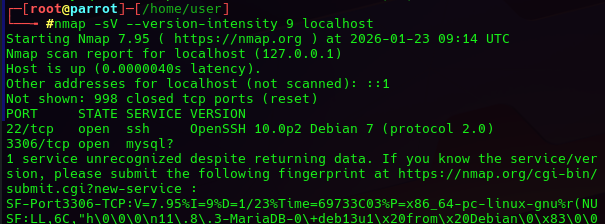 ┌─[root@parrot]─[/home/user]
└──╼ #nmap -sV --version-intensity 9 localhost
Starting Nmap 7.95 ( https://nmap.org ) at 2026-01-23 09:14 UTC
Nmap scan report for localhost (127.0.0.1)
Host is up (0.0000040s latency).
Other addresses for localhost (not scanned): ::1
Not shown: 998 closed tcp ports (reset)
PORT     STATE SERVICE VERSION
22/tcp   open  ssh     OpenSSH 10.0p2 Debian 7 (protocol 2.0)
3306/tcp open  mysql?
1 service unrecognized despite returning data. If you know the service/ver
sion, please submit the following fingerprint at https://nmap.org/cgi-bin/
submit.cgi?new-service :
SF-Port3306-TCP:V=7.95%I=9%D=1/23%Time=69733C03%P=x86_64-pc-linux-gnu%r(NU
SF:LL,6C,"h\0\0\0\n11\.8\.3-MariaDB-0\+deb13u1\x20from\x20Debian\0\x83\0\0